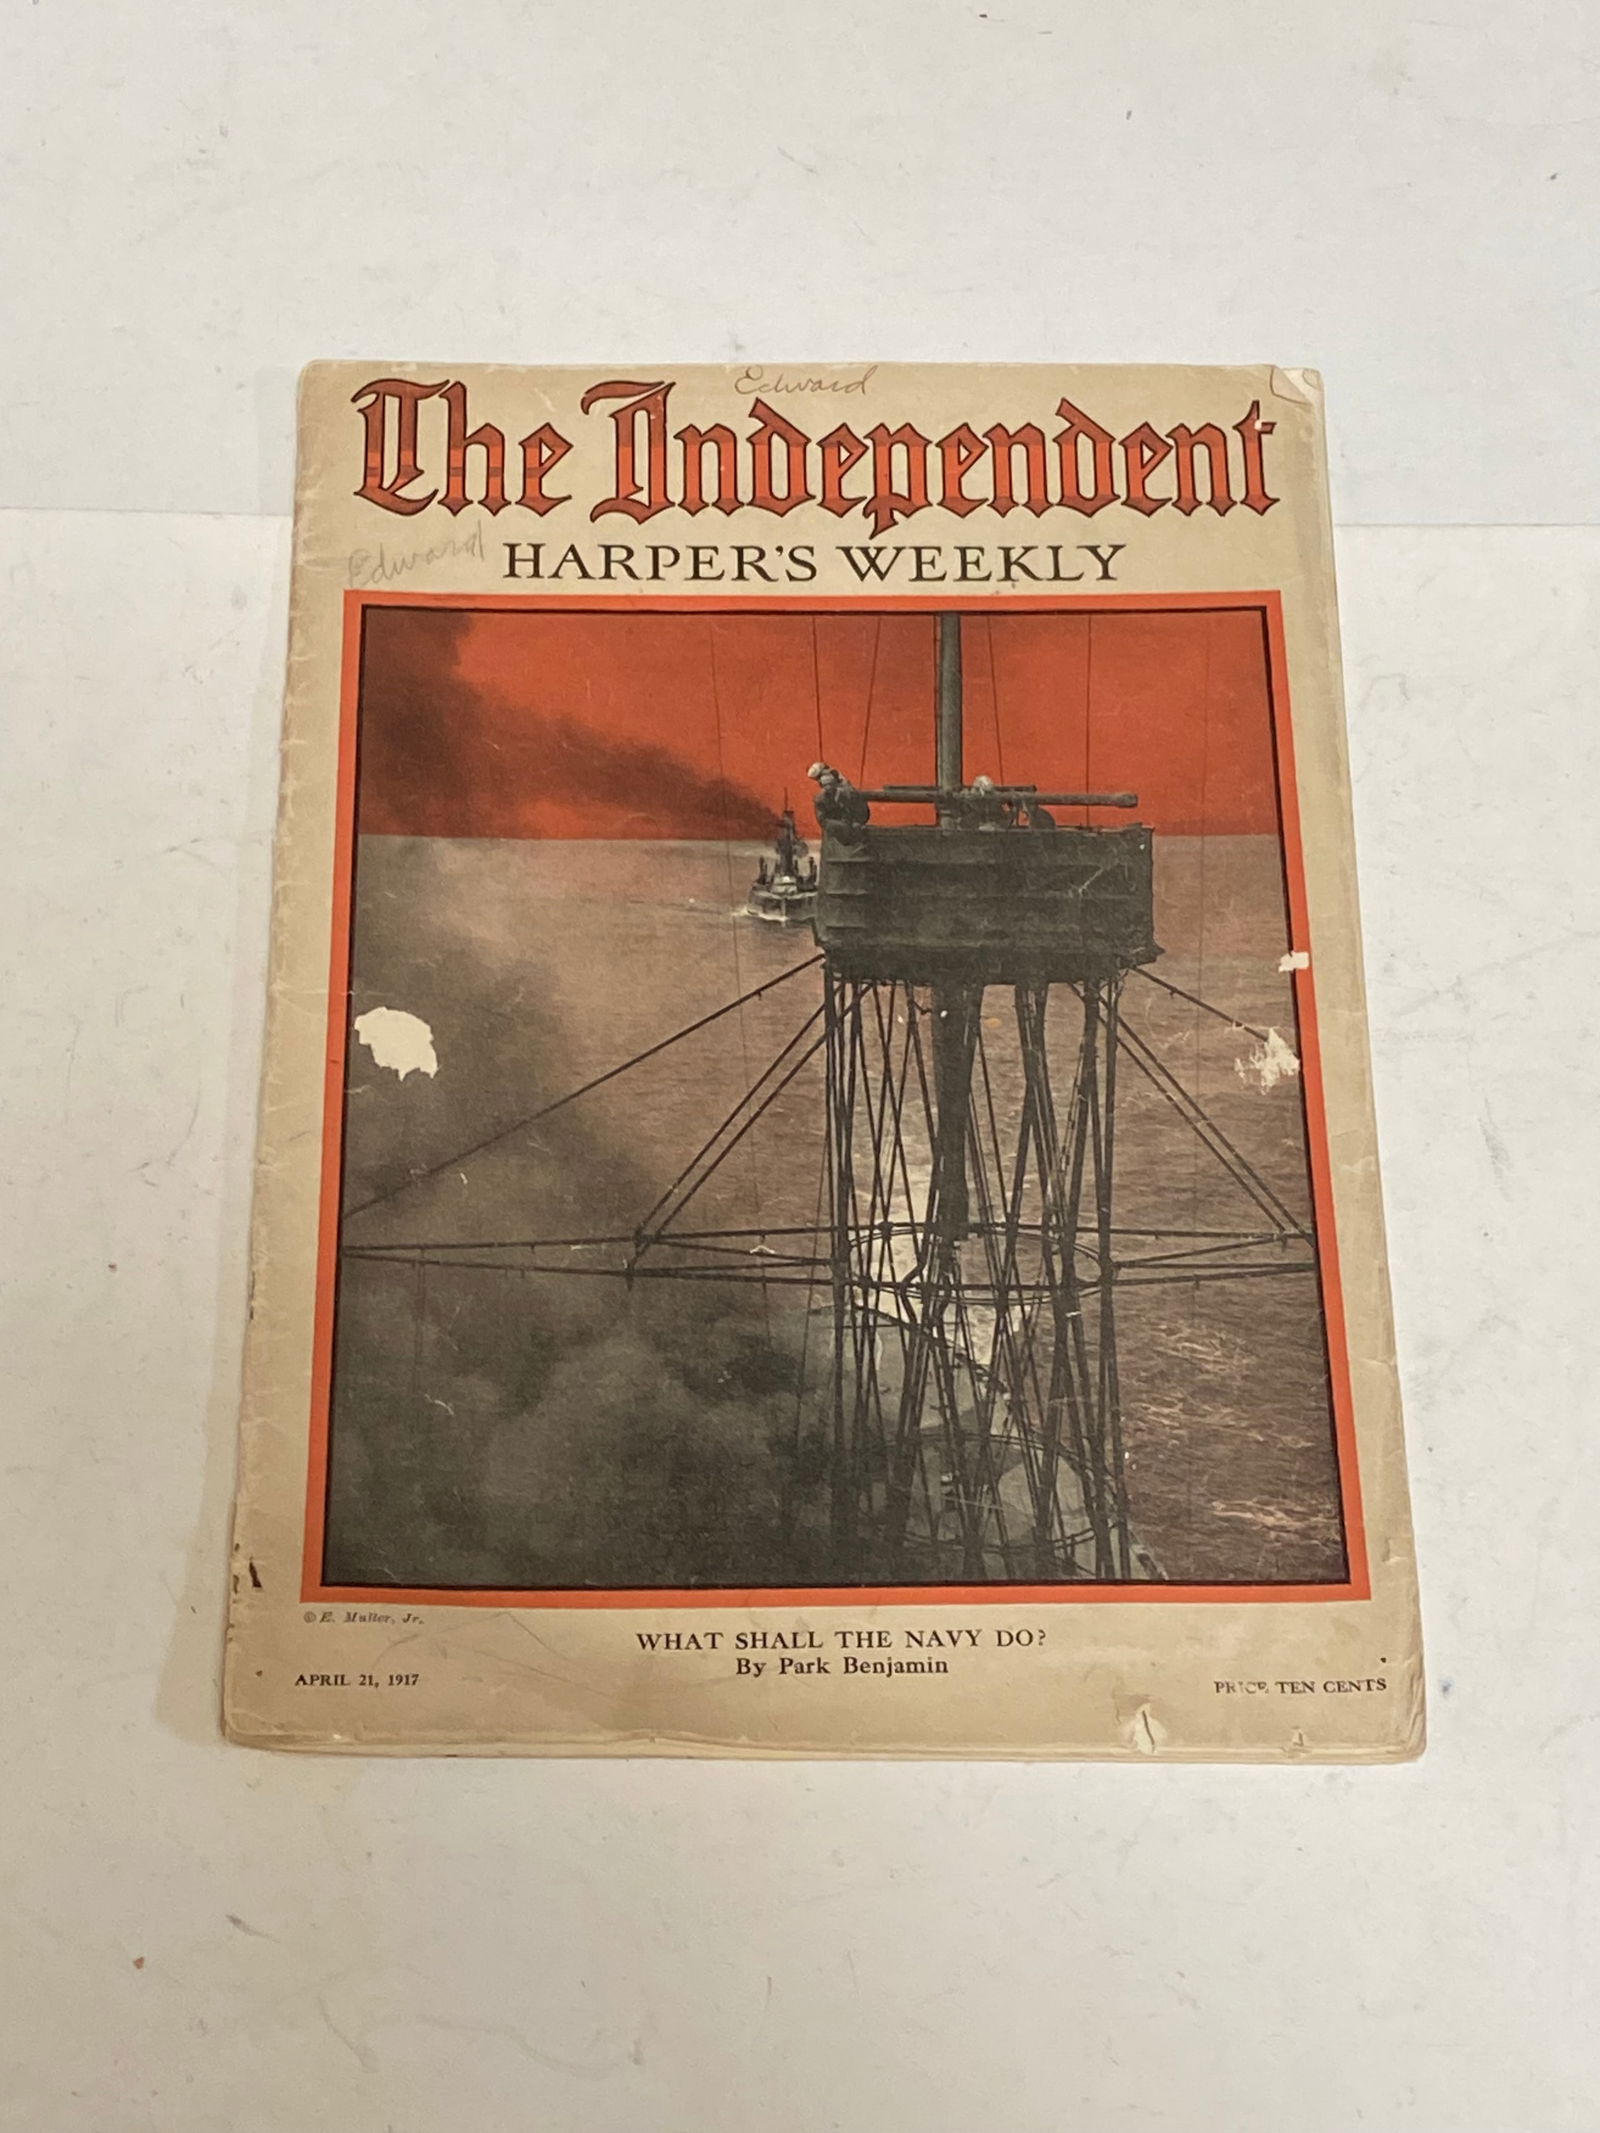 Edward
The Independent
Edward
HARPER'S WEEKLY
© E. Muller, Jr.
WHAT SHALL THE NAVY DO?
By Park Benjamin
APRIL 21, 1917
PRICE TEN CENTS